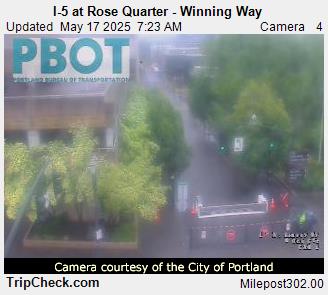 I-5 at Rose Quarter - Winning Way
Updated May 17 2025 7:23 AM Camera 4
PBOT
PORTLAND BUREAU OF TRANSPORTATION
Camera courtesy of the City of Portland
TripCheck.com Milepost302.00